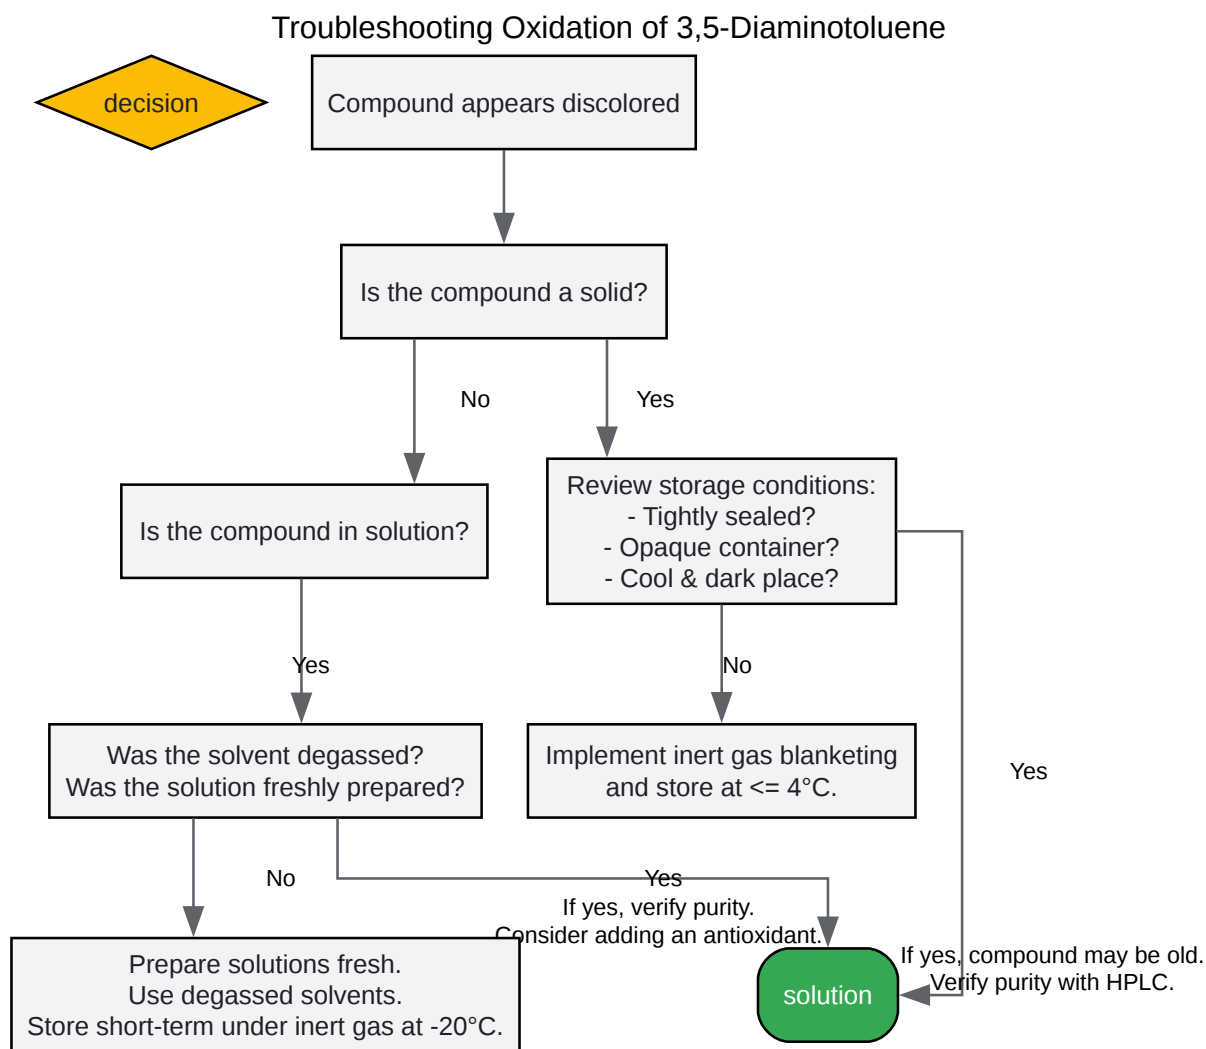 Troubleshooting Oxidation of 3,5-Diaminotoluene
decision
Compound appears discolored
Is the compound a solid?
No
Yes
Is the compound in solution?
Review storage conditions:
- Tightly sealed?
- Opaque container?
- Cool & dark place?
Yes
No
Was the solvent degassed?
Was the solution freshly prepared?
Implement inert gas blanketing
and store at <= 4°C.
Yes
No
Yes
If yes, verify purity.
Consider adding an antioxidant.
If yes, compound may be old.
Verify purity with HPLC.
Prepare solutions fresh.
Use degassed solvents.
Store short-term under inert gas at -20°C.
solution